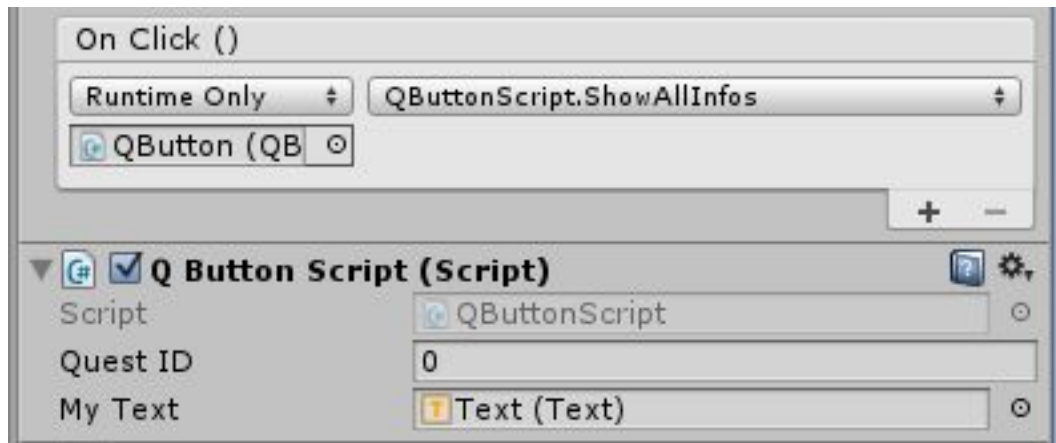 On Click ()
Runtime Only QButtonScript.ShowAllInfos
QButton (QB
Q Button Script (Script)
Script QButtonScript
Quest ID 0
My Text Text (Text)